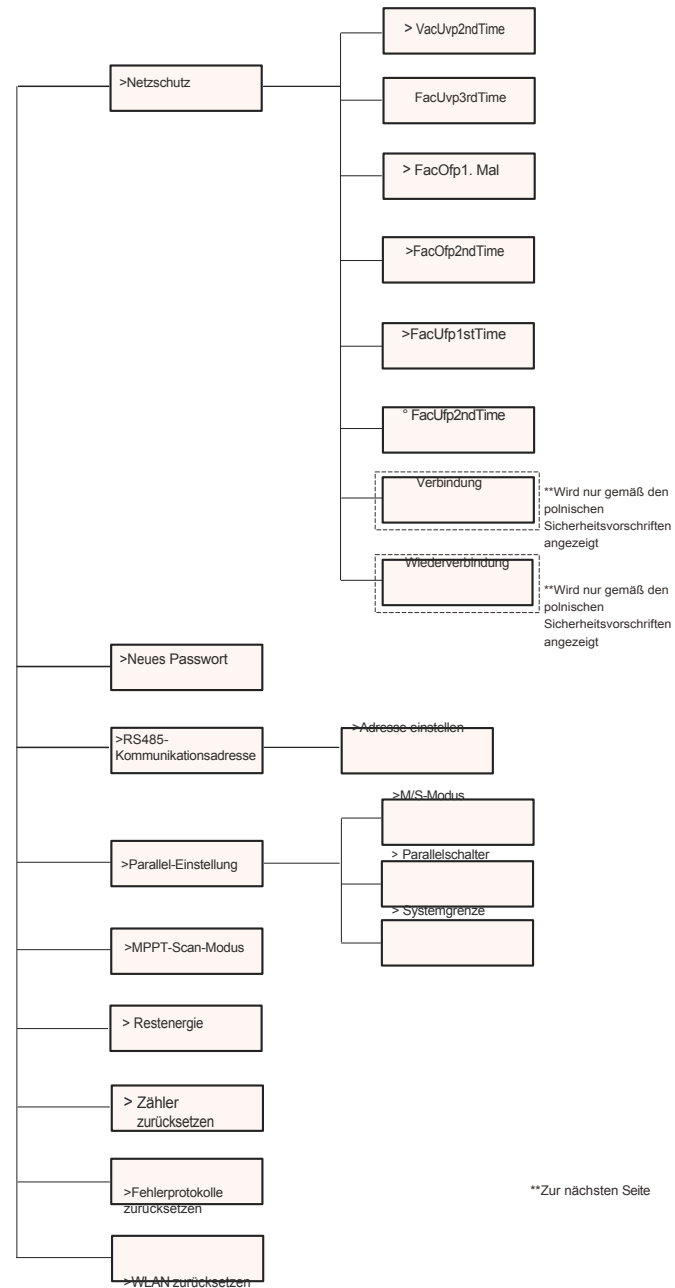 > VacUvp2ndTime
>Netzschutz
FacUvp3rdTime
> FacOfp1. Mal
>FacOfp2ndTime
>FacUfp1stTime
° FacUfp2ndTime
Verbindung
**Wird nur gemäß den
polnischen
Sicherheitsvorschriften
angezeigt
Wiederverbindung
**Wird nur gemäß den
polnischen
Sicherheitsvorschriften
angezeigt
>Neues Passwort
>RS485-
Kommunikationsadresse
>Adresse einstellen
>M/S-Modus
>Parallel-Einstellung
> Parallelschalter
> Systemgrenze
>MPPT-Scan-Modus
> Restenergie
> Zähler
zurücksetzen
>Fehlerprotokolle
zurücksetzen
**Zur nächsten Seite
>WLAN zurücksetzen